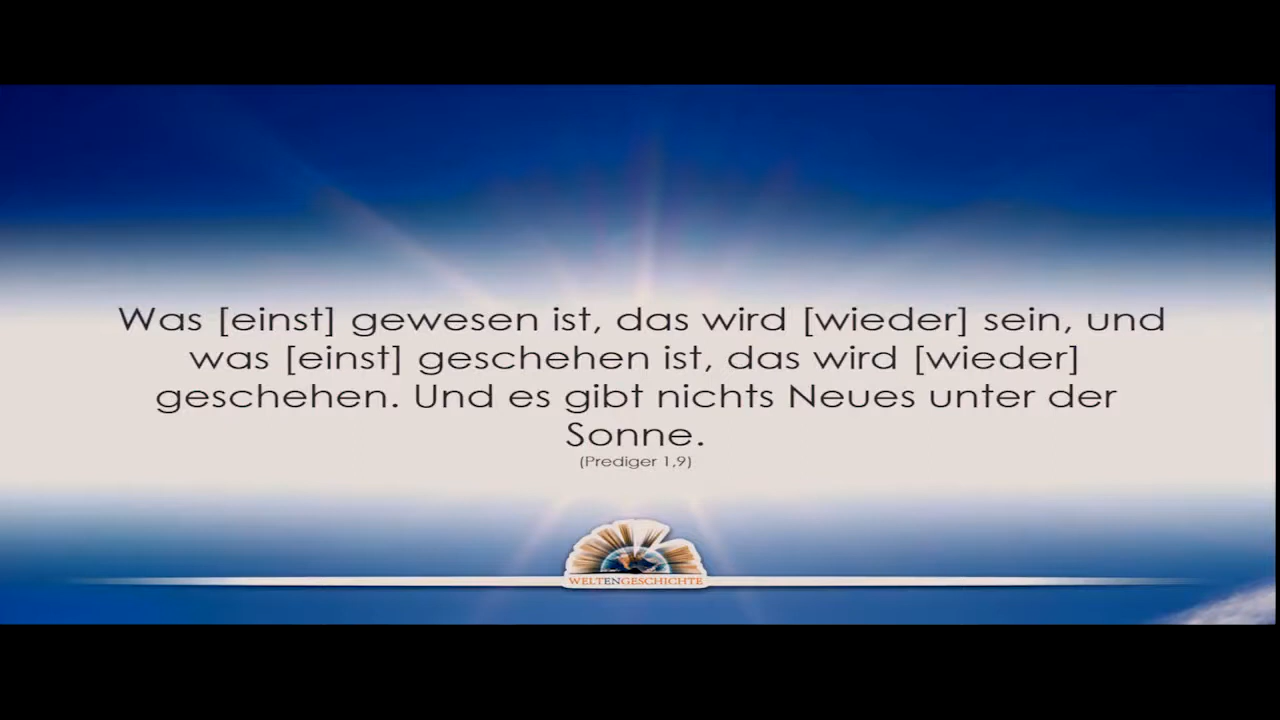 Was [einst] gewesen ist, das wird [wieder] sein, und
was [einst] geschehen ist, das wird [wieder]
geschehen. Und es gibt nichts Neues unter der
Sonne.
(Prediger 1,9)
WELTENGESCHICHTE